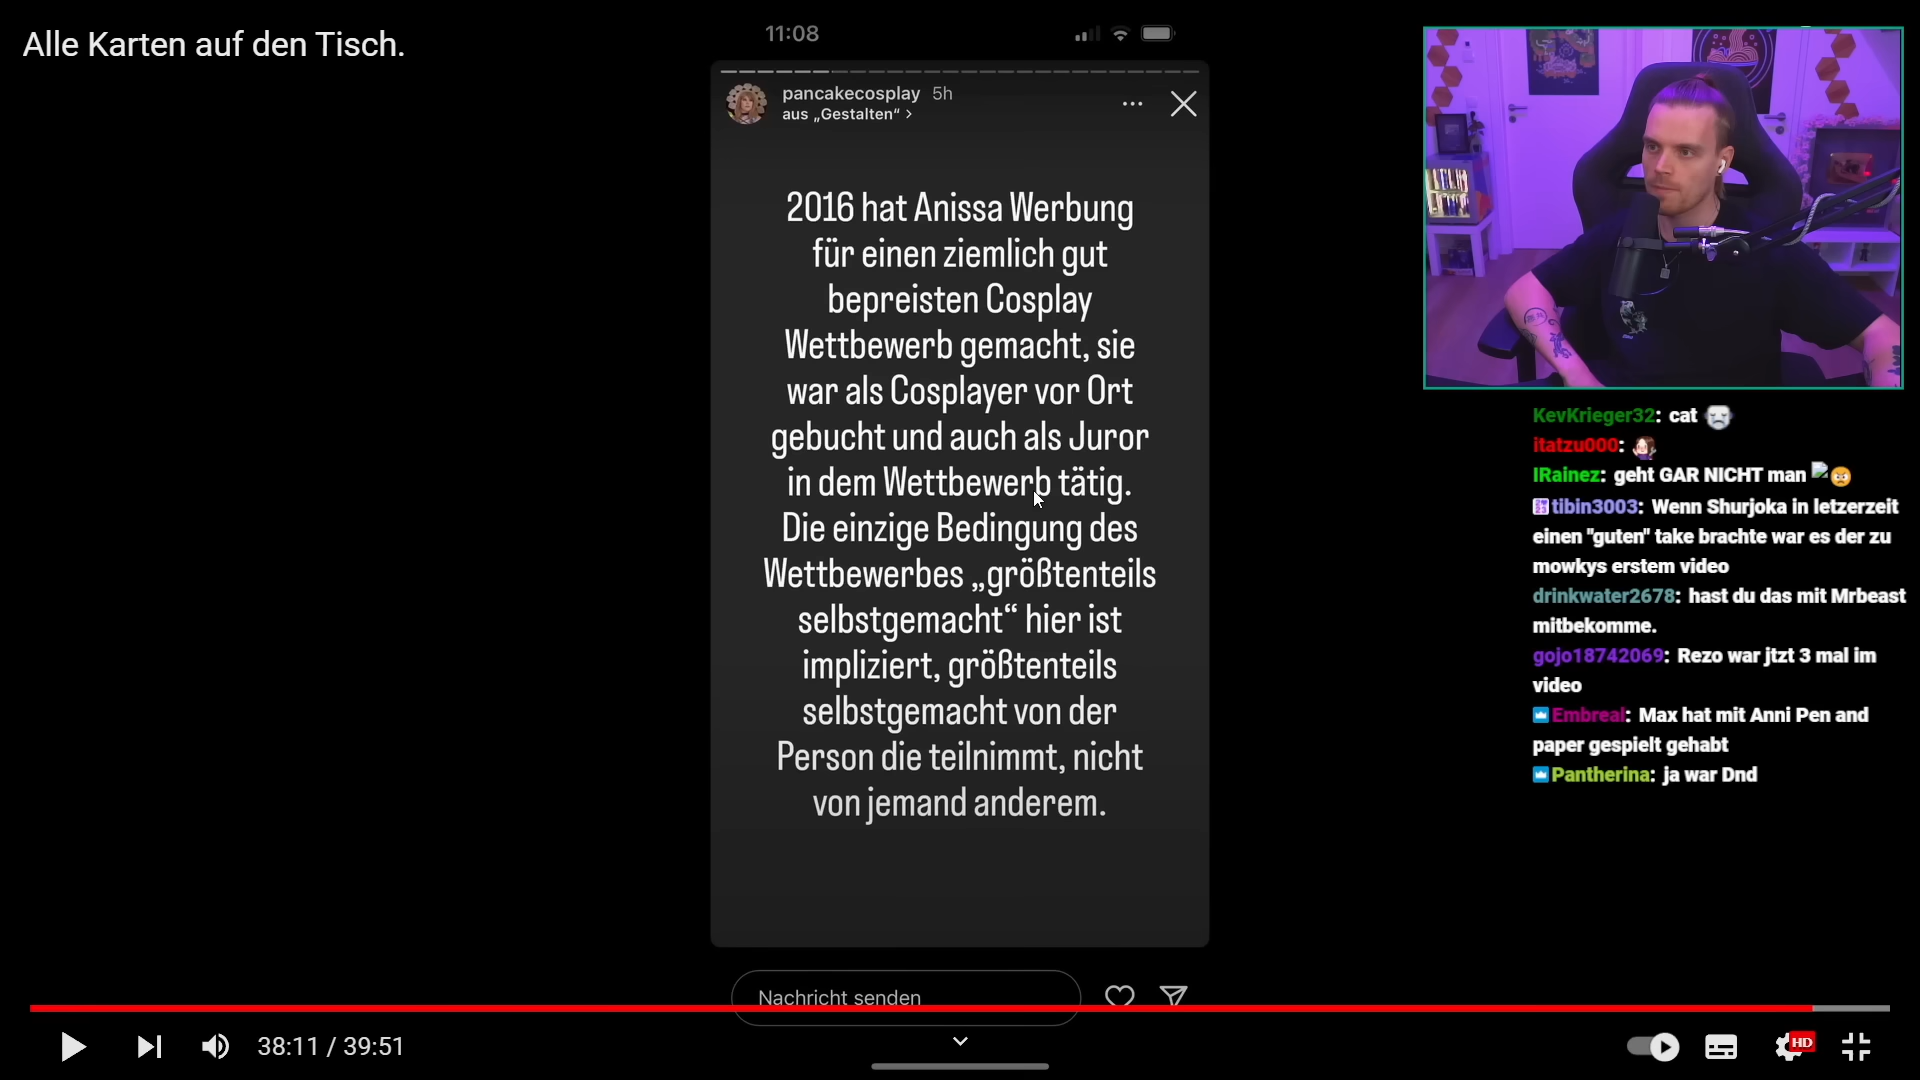 Alle Karten auf den Tisch.
11:08
pancakecosplay 5h
aus „Gestalten“ >
2016 hat Anissa Werbung
für einen ziemlich gut
bepreisten Cosplay
Wettbewerb gemacht, sie
war als Cosplayer vor Ort
gebucht und auch als Juror
in dem Wettbewerb tätig.
Die einzige Bedingung des
Wettbewerbes „größtenteils
selbstgemacht“ hier ist
impliziert, größtenteils
selbstgemacht von der
Person die teilnimmt, nicht
von jemand anderem.
Nachricht senden
KevKrieger32: cat
itatzu000:
IRainez: geht GAR NICHT man
tibin3003: Wenn Shurjoka in letzerzeit
einen "guten" take brachte war es der zu
mowkys erstem video
drinkwater2678: hast du das mit Mrbeast
mitbekomme.
gojo18742069: Rezo war jtzt 3 mal im
video
Embreal: Max hat mit Anni Pen and
paper gespielt gehabt
Pantherina: ja war Dnd
38:11 / 39:51
HD